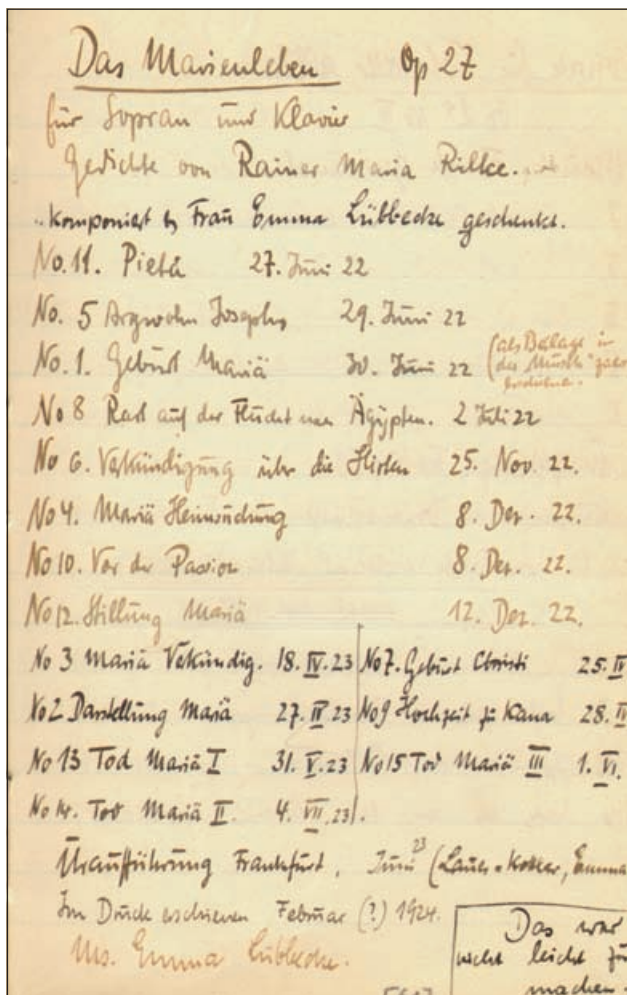 Das Marienleben Op 27
für Sopran und Klavier
Gedichte von Rainer Maria Rilke.
komponiert & Frau Emma Lübbecke geschenkt.
No. 11. Pietà 27. Juni 22
No. 5 Argwohn Josephs 29. Juni 22
No. 1. Geburt Mariä 30. Juni 22 (als Beilage in
der "Musik"
erschienen.
No 8 Rast auf der Flucht nach Ägypten. 2 Juli 22
No 6. Verkündigung über die Hirten 25. Nov. 22.
No 4. Mariä Heimsuchung 8. Dez. 22.
No 10. Vor der Passion 8. Dez. 22.
No 12. Stillung Mariä 12. Dez. 22.
No 3 Mariä Verkündig. 18. IV. 23 No 7. Geburt Christi 25. IV
No 2 Darstellung Mariä 27. IV. 23 No 9 Hochzeit zu Kana 28. IV
No 13 Tod Mariä I 31. V. 23 No 15 Tod Mariä III 1. VI.
No 14. Tod Mariä II. 4. VII. 23.
Uraufführung Frankfurt, Juni 23 (Lauer-Kottler, Emma
Im Druck erschienen Februar (?) 1924.
Ms. Emma Lübbecke.
Das war
nicht leicht zu
machen.